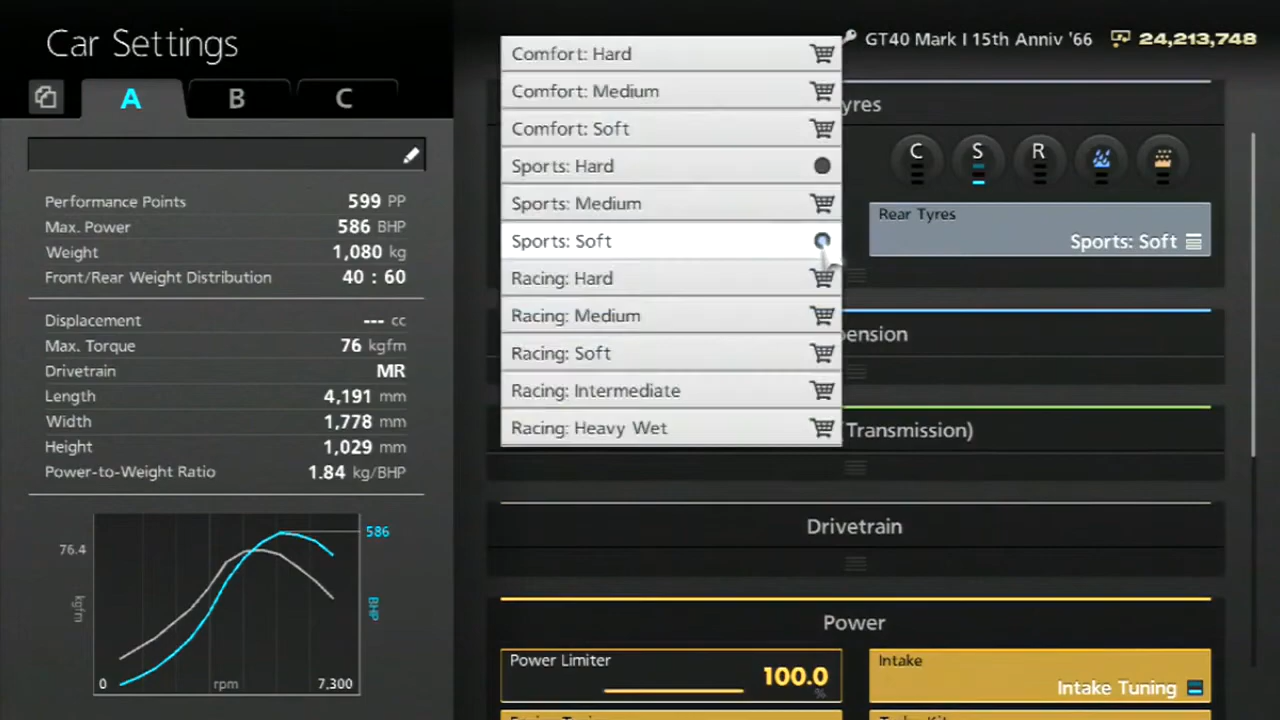 Car Settings
GT40 Mark I 15th Anniv '66
24,213,748
A
B
C
Performance Points 599 PP
Max. Power 586 BHP
Weight 1,080 kg
Front/Rear Weight Distribution 40 : 60
Displacement --- cc
Max. Torque 76 kgfm
Drivetrain MR
Length 4,191 mm
Width 1,778 mm
Height 1,029 mm
Power-to-Weight Ratio 1.84 kg/BHP
586
76.4
kgfm
BHP
0 rpm 7,300
Comfort: Hard
Comfort: Medium
Comfort: Soft
Sports: Hard
Sports: Medium
Sports: Soft
Racing: Hard
Racing: Medium
Racing: Soft
Racing: Intermediate
Racing: Heavy Wet
yres
C S R
Rear Tyres
Sports: Soft
pension
(Transmission)
Drivetrain
Power
Power Limiter
100.0
%
Intake
Intake Tuning